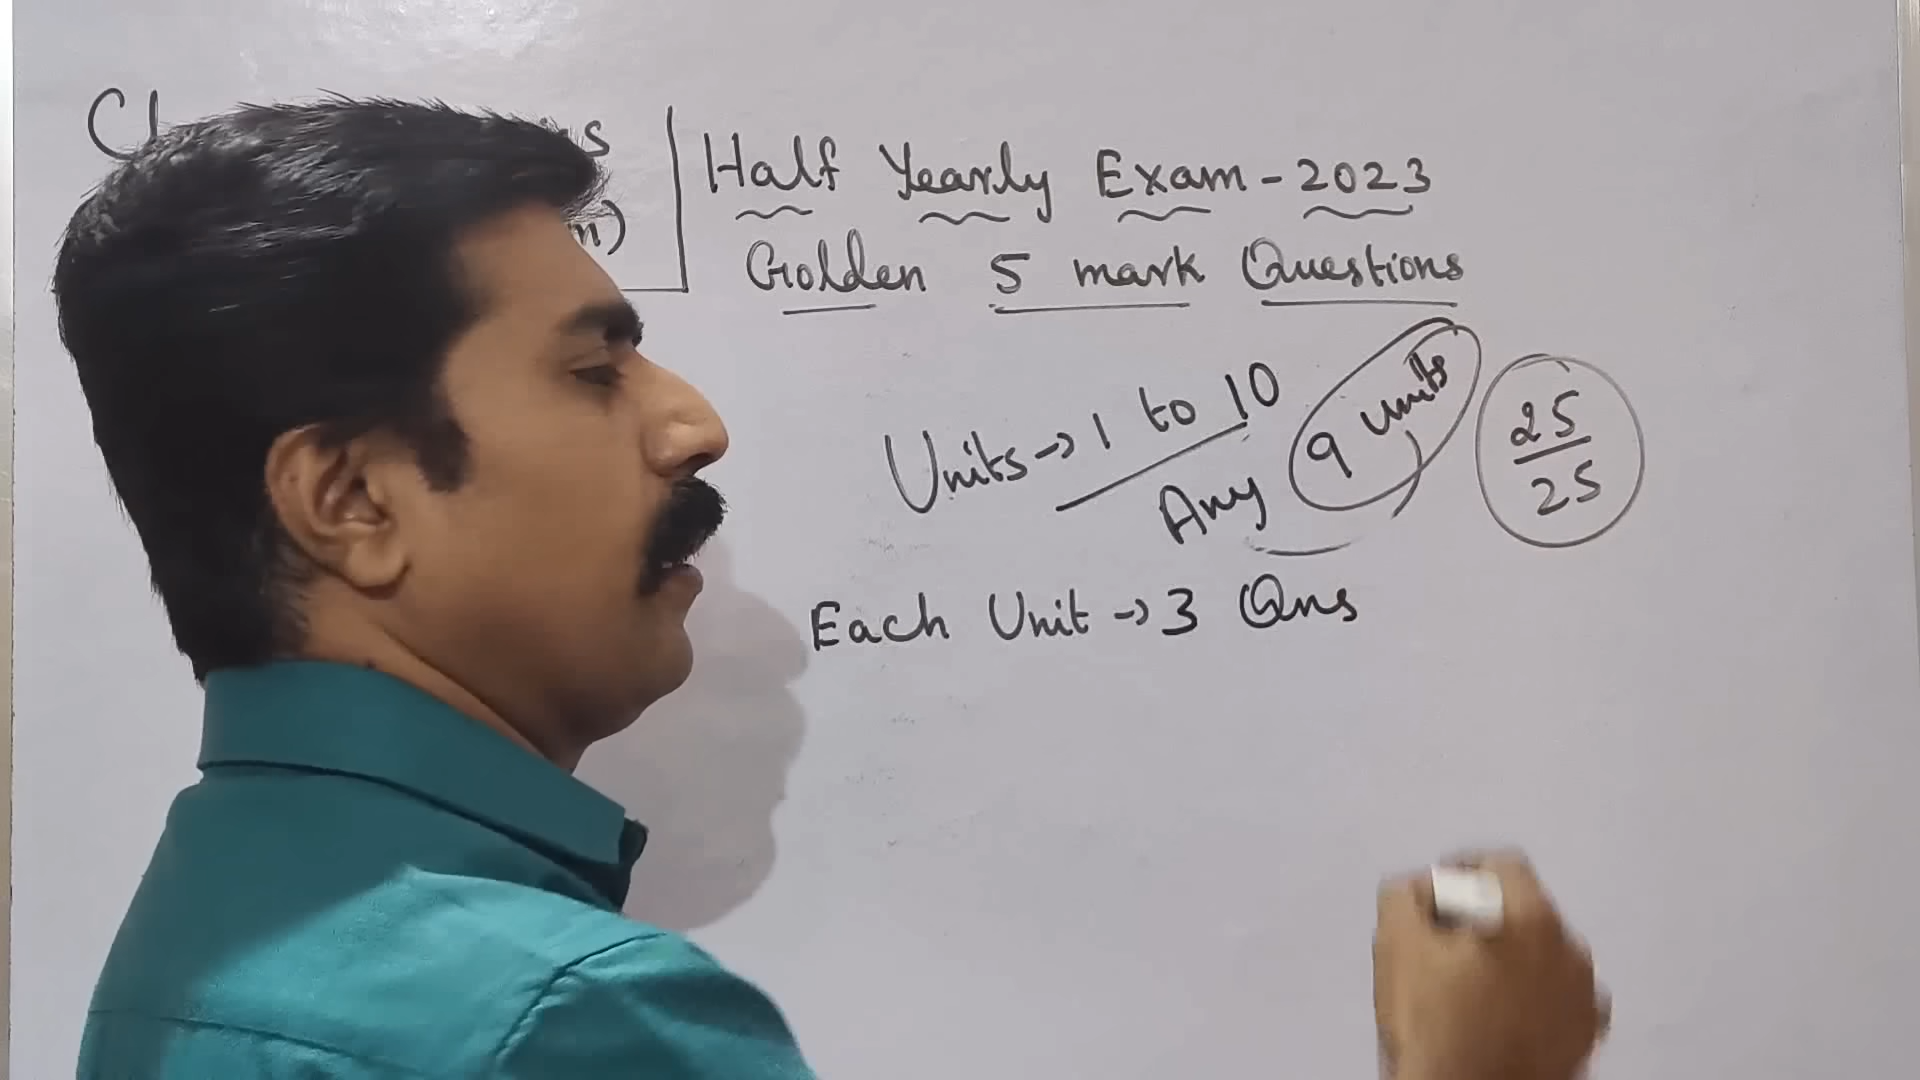 Half Yearly Exam - 2023
Golden 5 mark Questions
Units → 1 to 10
Any 9 units
25
25
Each Unit → 3 Qns